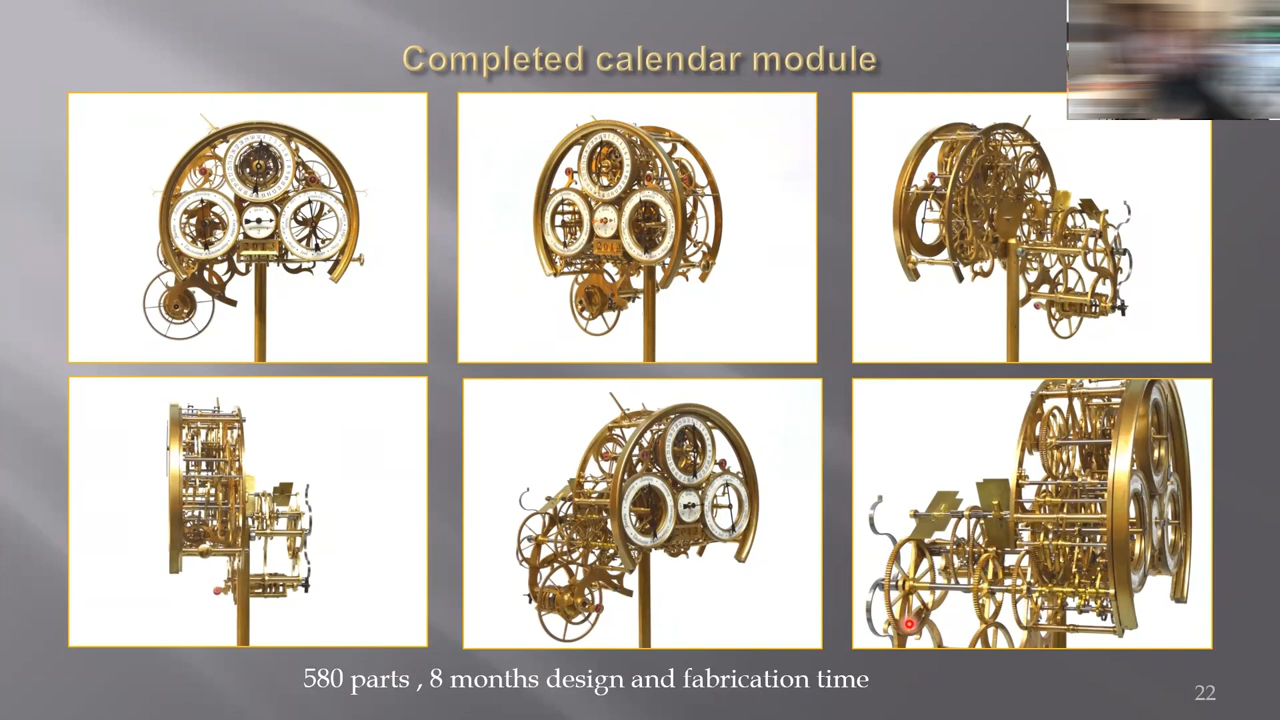 Completed calendar module
580 parts , 8 months design and fabrication time
22